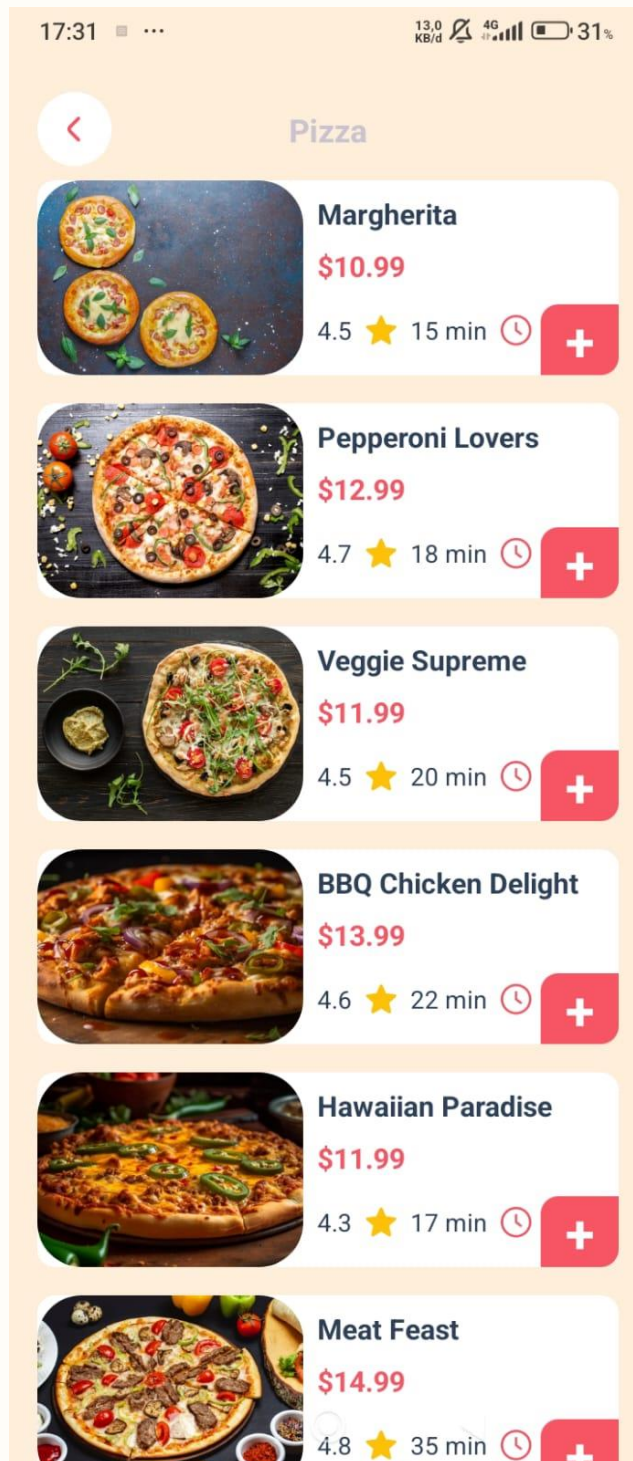 17:31 ... 13,0 KB/d 4G 31%
Pizza
Margherita
$10.99
4.5 15 min
+
Pepperoni Lovers
$12.99
4.7 18 min
+
Veggie Supreme
$11.99
4.5 20 min
+
BBQ Chicken Delight
$13.99
4.6 22 min
+
Hawaiian Paradise
$11.99
4.3 17 min
+
Meat Feast
$14.99
4.8 35 min
+